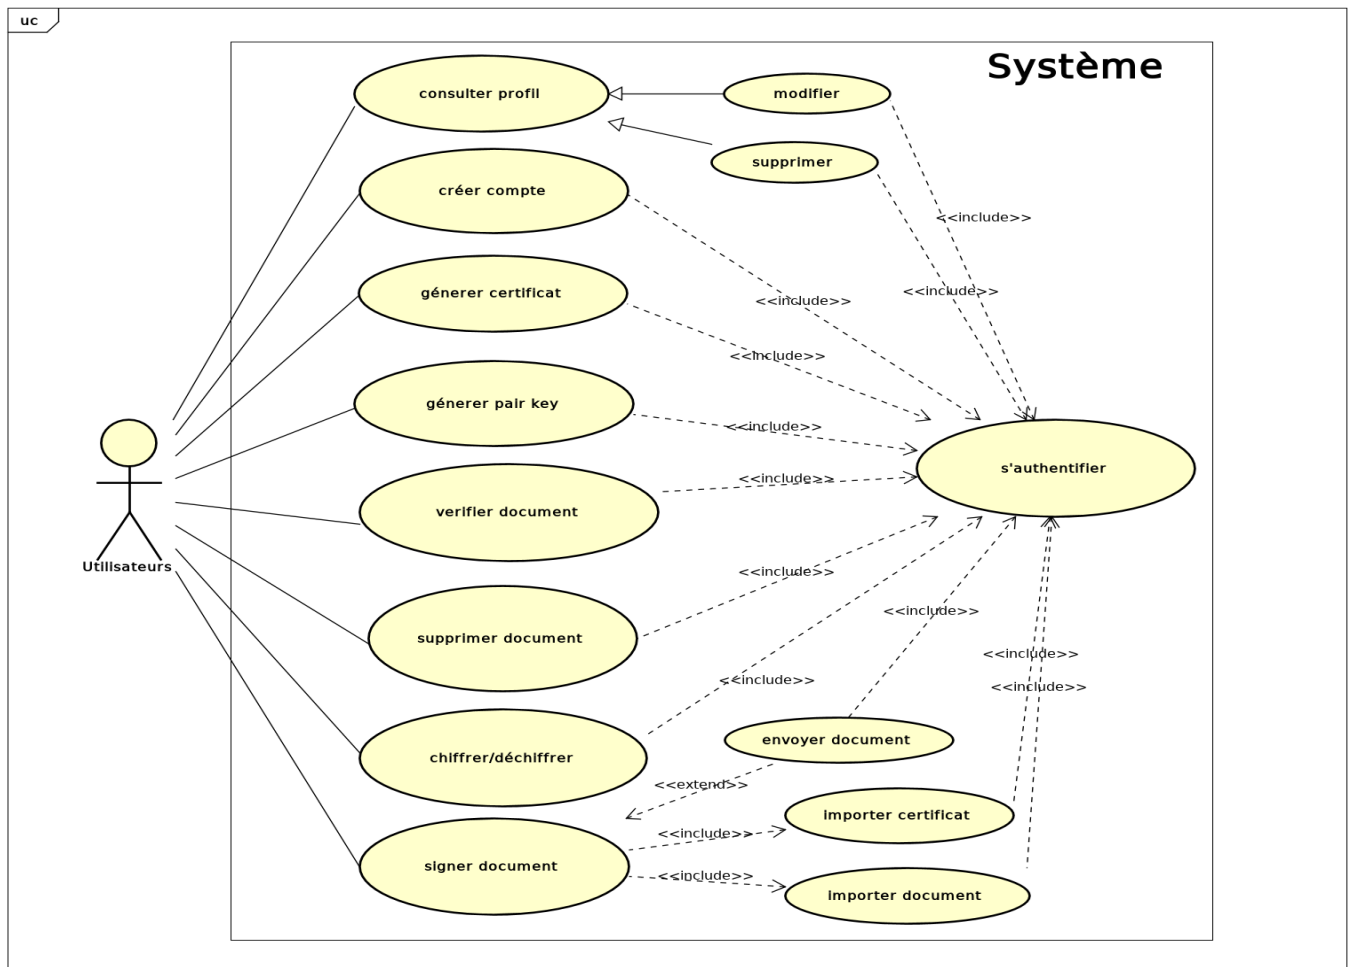 uc
Système
consulter profil
modifier
supprimer
créer compte
<<include>>
génerer certificat
<<include>>
<<include>>
<<include>>
génerer pair key
<<include>>
s'authentifier
<<include>>
verifier document
Utilisateurs
<<include>>
<<include>>
supprimer document
<<include>>
<<include>>
<<include>>
envoyer document
chiffrer/déchiffrer
<<extend>>
importer certificat
<<include>>
signer document
<<include>>
importer document